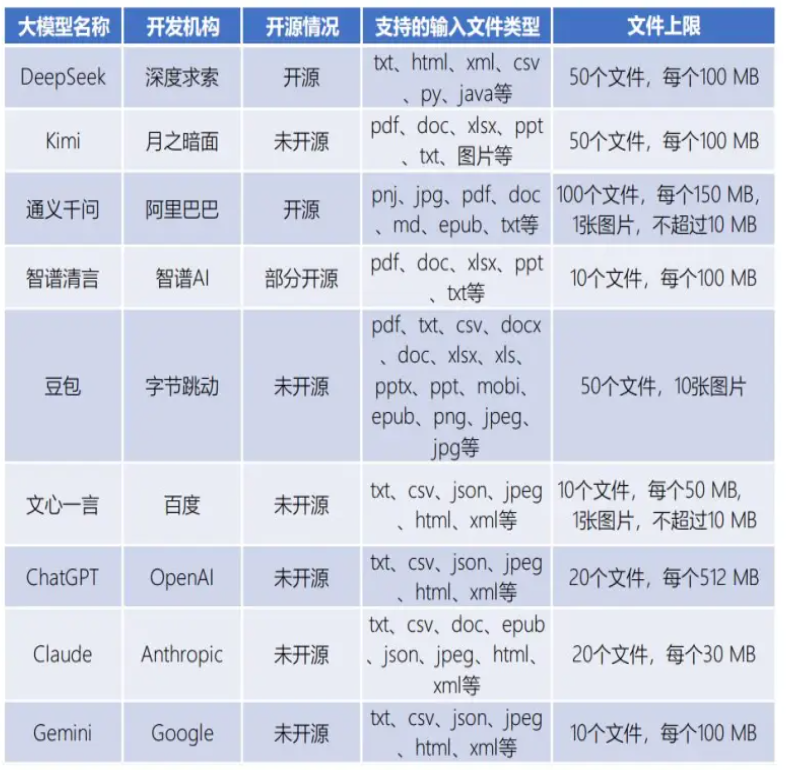 大模型名称 开发机构 开源情况 支持的输入文件类型 文件上限
DeepSeek 深度求索 开源 txt、html、xml、csv
、py、java等 50个文件，每个100 MB
Kimi 月之暗面 未开源 pdf、doc、xlsx、ppt
、txt、图片等 50个文件，每个100 MB
通义千问 阿里巴巴 开源 pnj、jpg、pdf、doc
、md、epub、txt等 100个文件，每个150 MB，
1张图片，不超过10 MB
智谱清言 智谱AI 部分开源 pdf、doc、xlsx、ppt
、txt等 10个文件，每个100 MB
豆包 字节跳动 未开源 pdf、txt、csv、docx
、doc、xlsx、xls、
pptx、ppt、mobi、
epub、png、jpeg、
jpg等 50个文件，10张图片
文心一言 百度 未开源 txt、csv、json、jpeg
、html、xml等 10个文件，每个50 MB，
1张图片，不超过10 MB
ChatGPT OpenAI 未开源 txt、csv、json、jpeg
、html、xml等 20个文件，每个512 MB
Claude Anthropic 未开源 txt、csv、doc、epub
、json、jpeg、html、
xml等 20个文件，每个30 MB
Gemini Google 未开源 txt、csv、json、jpeg
、html、xml等 10个文件，每个100 MB